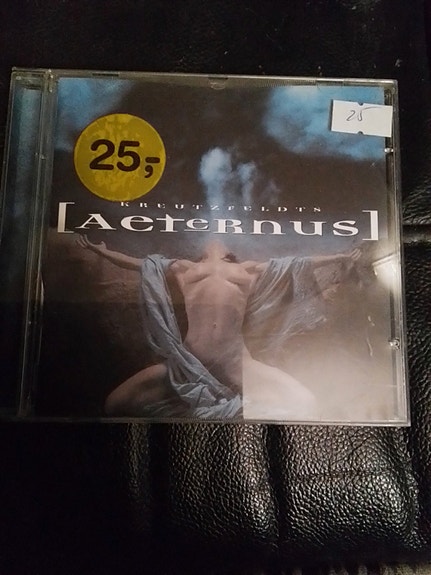 25
25,-
KREUTZFELDTS
[AeterNus]